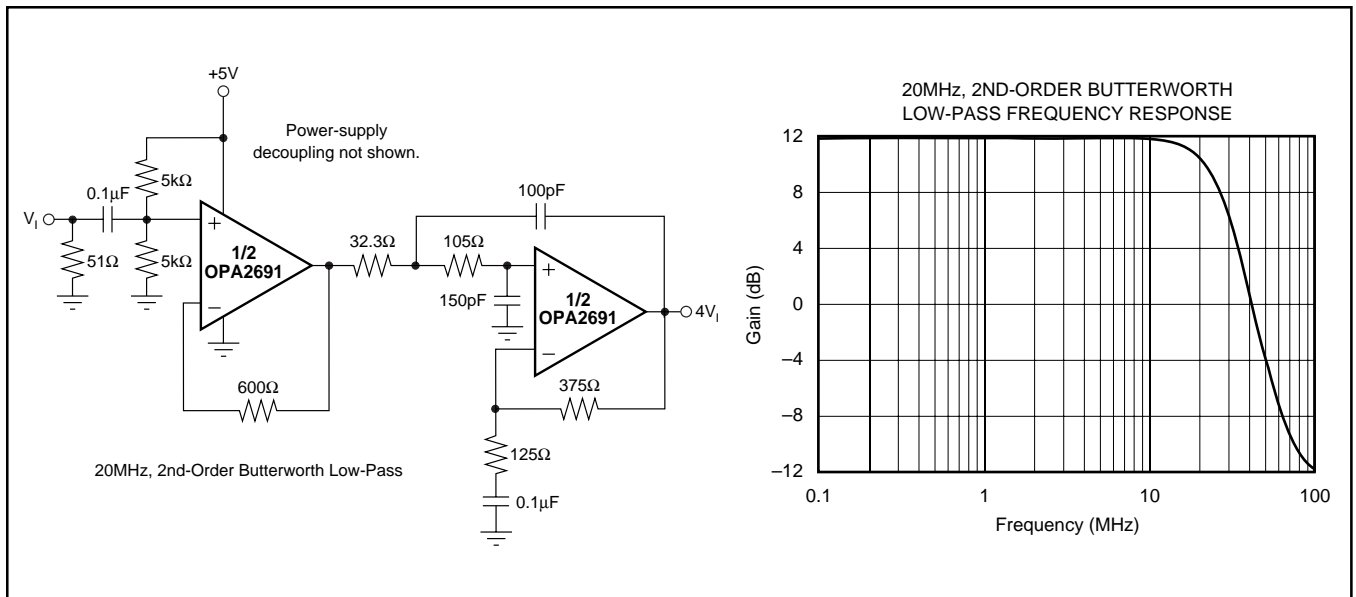 +5V
Power-supply
decoupling not shown.
0.1µF
5kΩ
V_I
51Ω
5kΩ
+
1/2
OPA2691
−
600Ω
32.3Ω
105Ω
100pF
150pF
+
1/2
OPA2691
−
4V_I
375Ω
125Ω
0.1µF
20MHz, 2nd-Order Butterworth Low-Pass
20MHz, 2ND-ORDER BUTTERWORTH
LOW-PASS FREQUENCY RESPONSE
Gain (dB)
12
8
4
0
−4
−8
−12
0.1 1 10 100
Frequency (MHz)